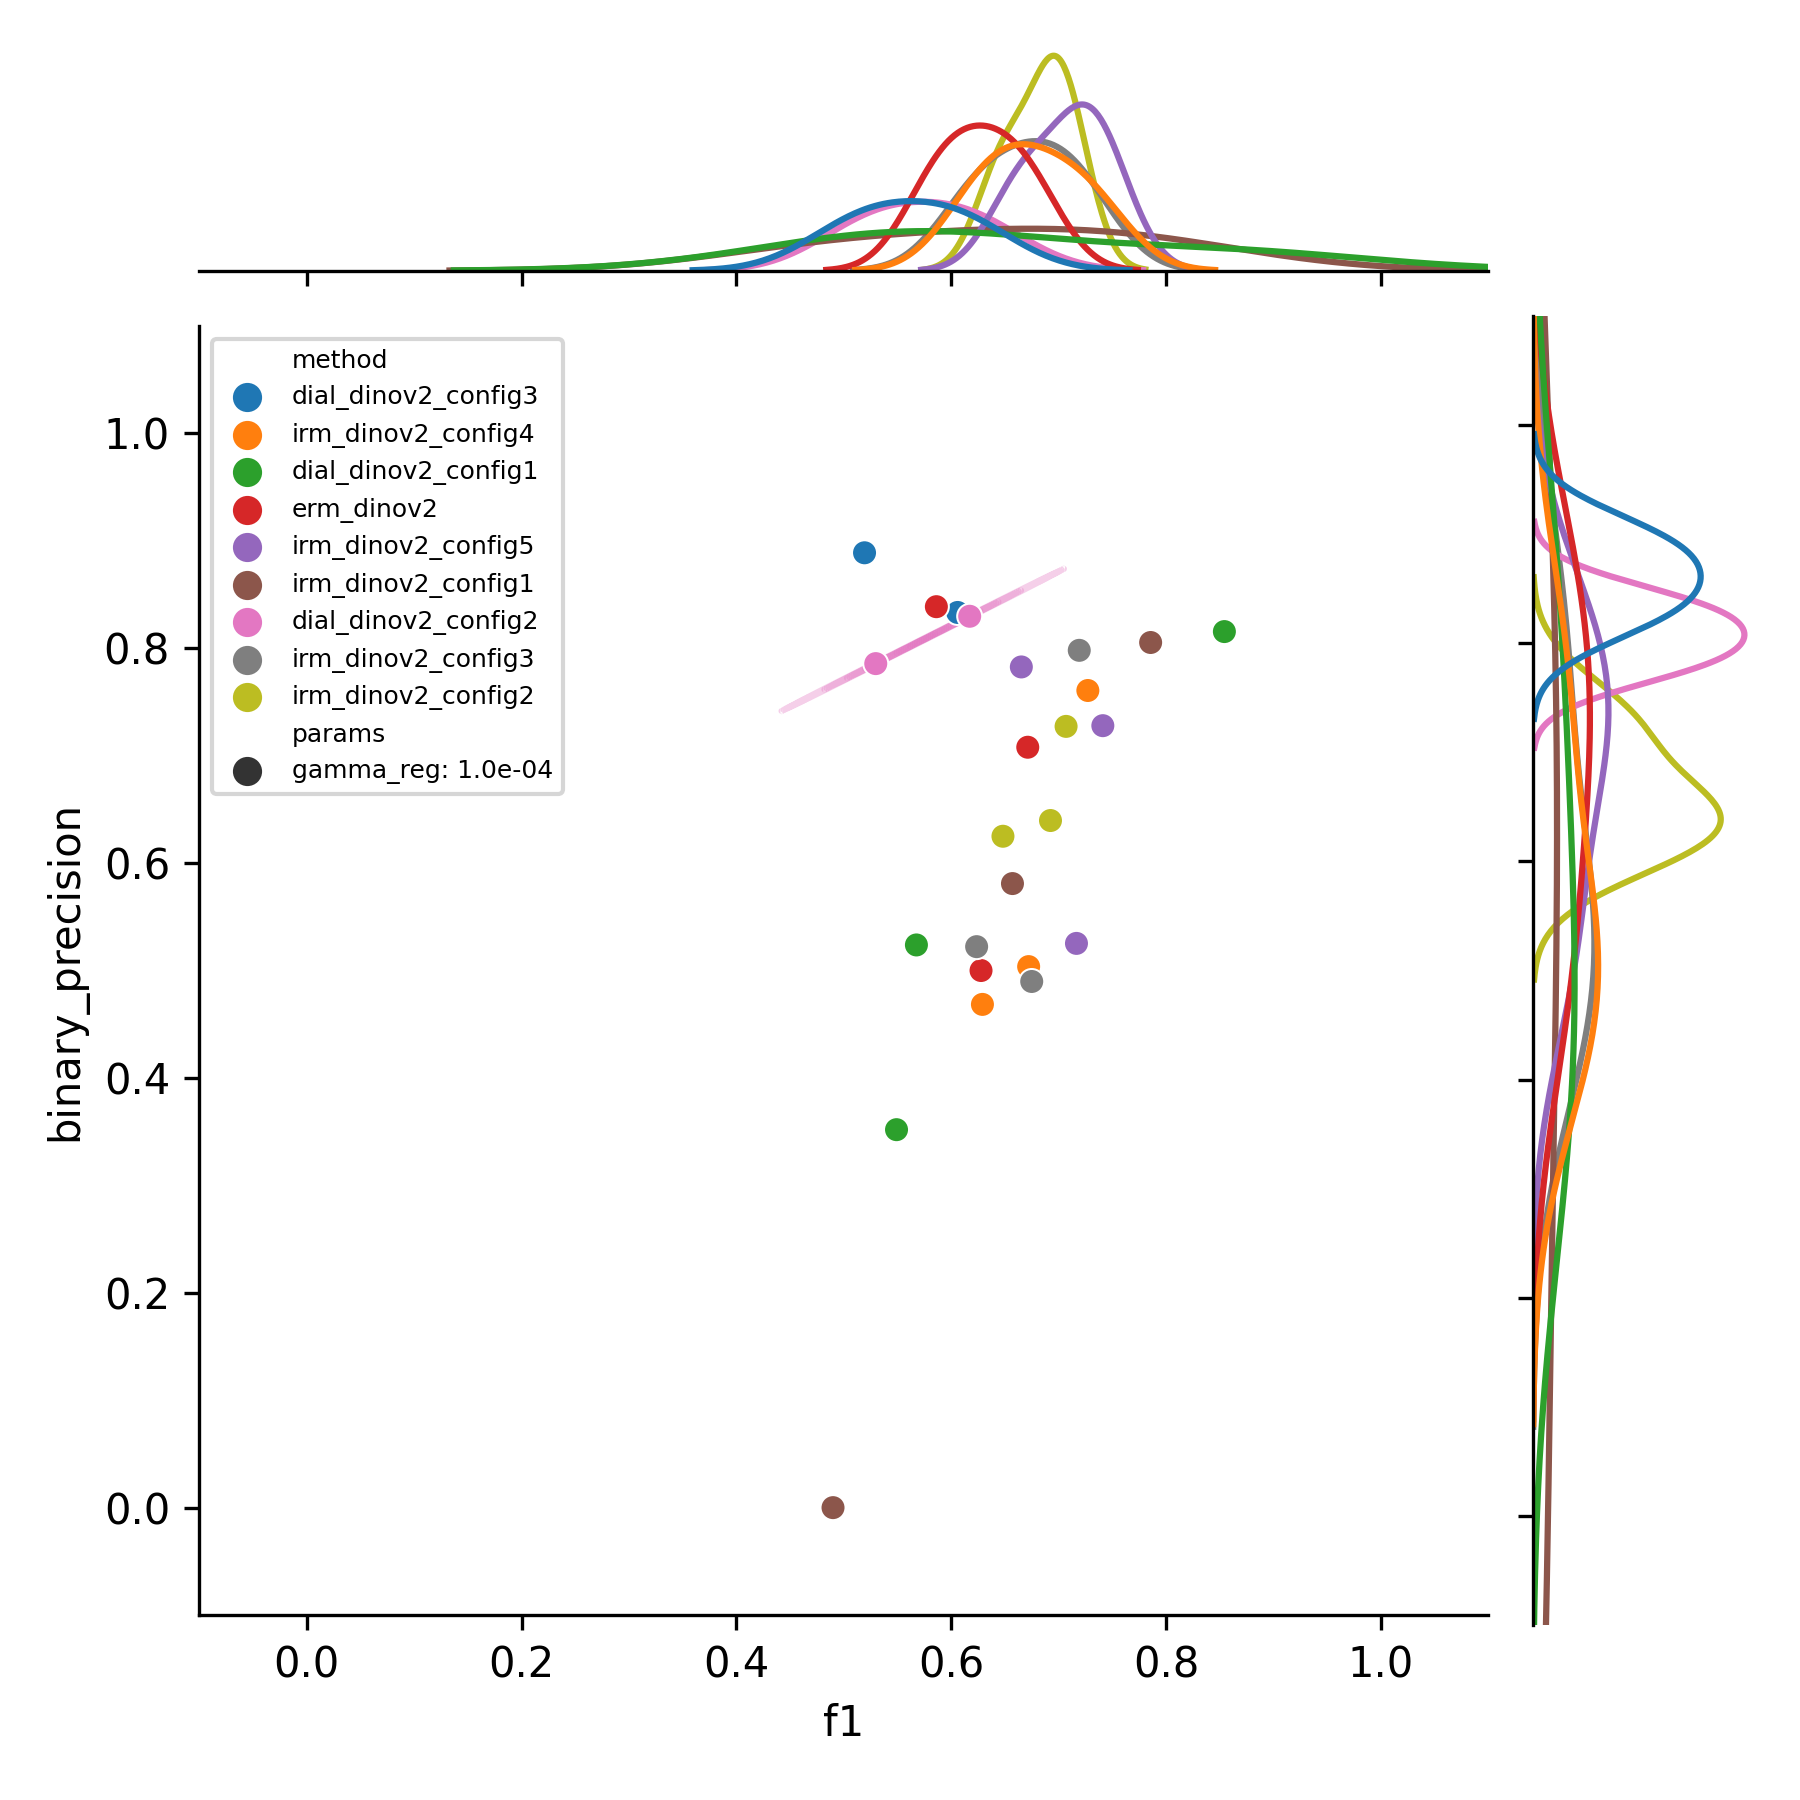 method
dial_dinov2_config3
irm_dinov2_config4
dial_dinov2_config1
erm_dinov2
irm_dinov2_config5
irm_dinov2_config1
dial_dinov2_config2
irm_dinov2_config3
irm_dinov2_config2
params
gamma_reg: 1.0e-04
binary_precision
1.0
0.8
0.6
0.4
0.2
0.0
0.0 0.2 0.4 0.6 0.8 1.0
f1